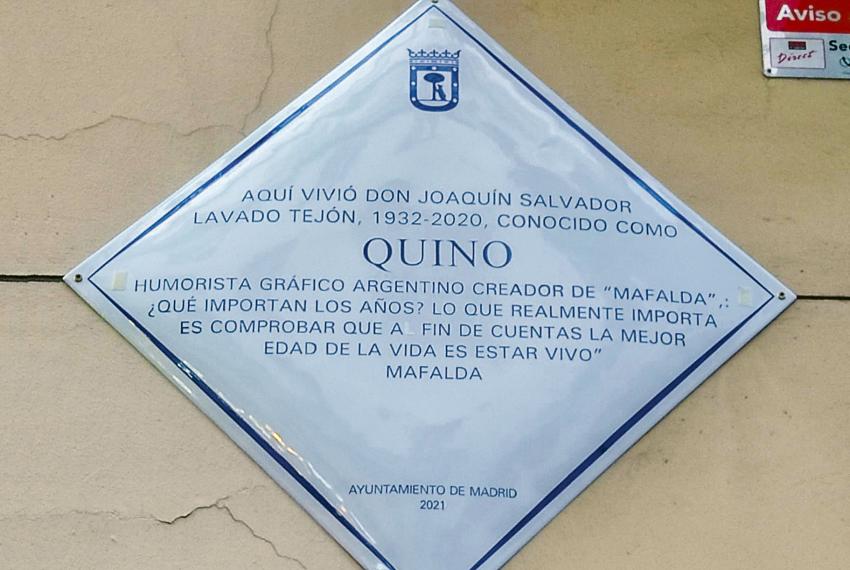 AQUÍ VIVIÓ DON JOAQUÍN SALVADOR
LAVADO TEJÓN, 1932-2020, CONOCIDO COMO
QUINO
HUMORISTA GRÁFICO ARGENTINO CREADOR DE “MAFALDA”,:
¿QUÉ IMPORTAN LOS AÑOS? LO QUE REALMENTE IMPORTA
ES COMPROBAR QUE AL FIN DE CUENTAS LA MEJOR
EDAD DE LA VIDA ES ESTAR VIVO”
MAFALDA
AYUNTAMIENTO DE MADRID
2021
Aviso
Direct